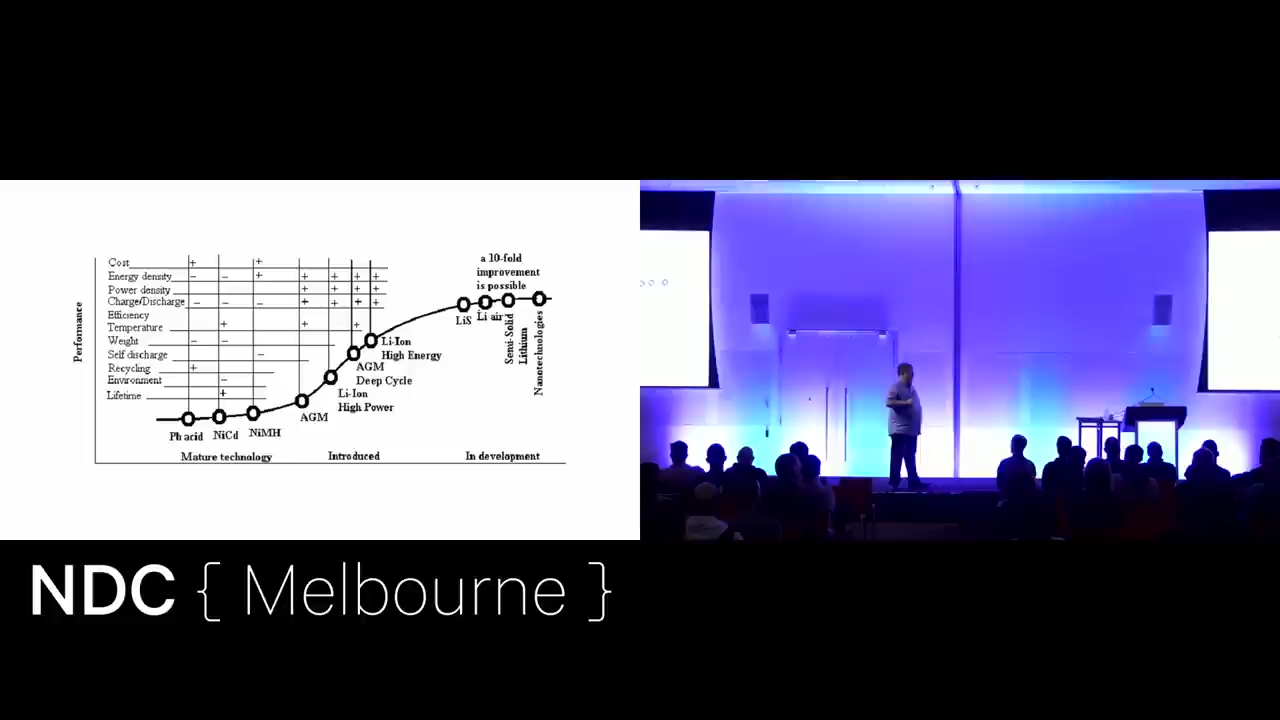 Performance
Cost + +
Energy density – – + + + + +
Power density + + + +
Charge/Discharge – – – + + + +
Efficiency
Temperature + + +
Weight – –
Self discharge –
Recycling +
Environment –
Lifetime +
Pb acid
NiCd
NiMH
AGM
Li-Ion
High Power
AGM
Deep Cycle
Li-Ion
High Energy
LiS
Li air
Semi-Solid
Lithium
Nanotechnologies
a 10-fold
improvement
is possible
Mature technology
Introduced
In development
NDC { Melbourne }